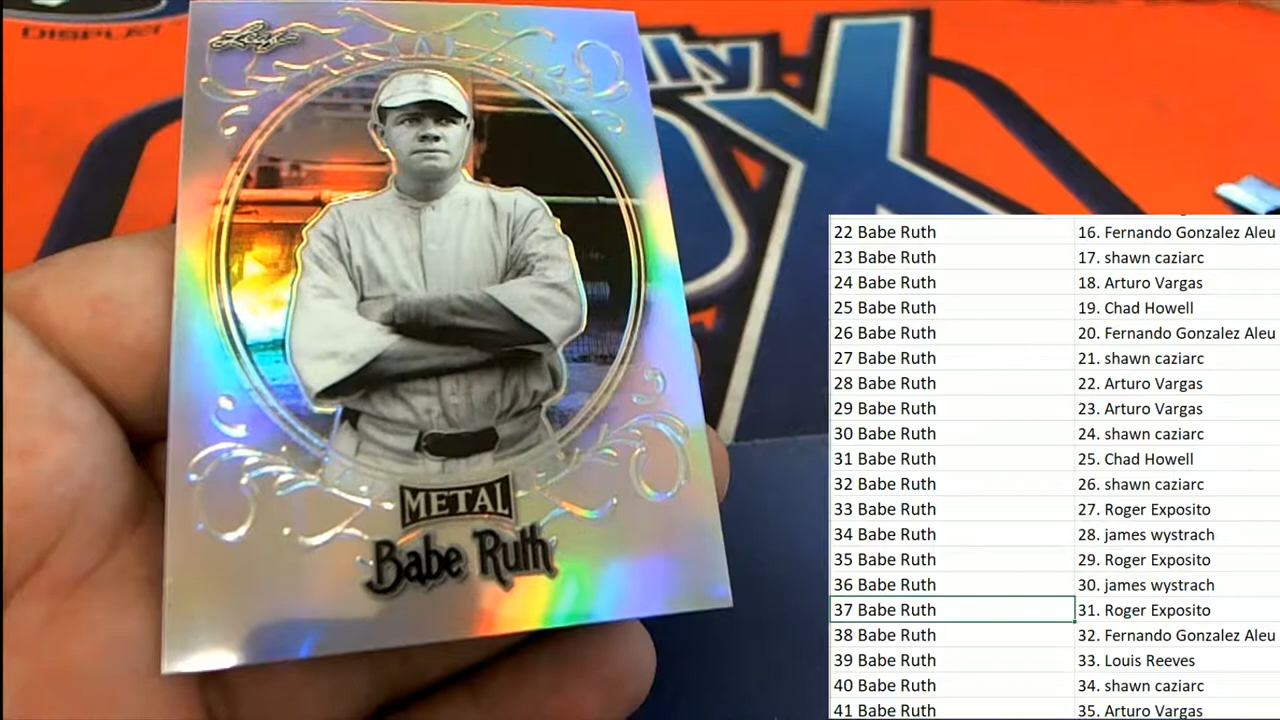 DISPLAY
Leaf
lly
OX
METAL
Babe Ruth
22 Babe Ruth 16. Fernando Gonzalez Aleu
23 Babe Ruth 17. shawn caziarc
24 Babe Ruth 18. Arturo Vargas
25 Babe Ruth 19. Chad Howell
26 Babe Ruth 20. Fernando Gonzalez Aleu
27 Babe Ruth 21. shawn caziarc
28 Babe Ruth 22. Arturo Vargas
29 Babe Ruth 23. Arturo Vargas
30 Babe Ruth 24. shawn caziarc
31 Babe Ruth 25. Chad Howell
32 Babe Ruth 26. shawn caziarc
33 Babe Ruth 27. Roger Exposito
34 Babe Ruth 28. james wystrach
35 Babe Ruth 29. Roger Exposito
36 Babe Ruth 30. james wystrach
37 Babe Ruth 31. Roger Exposito
38 Babe Ruth 32. Fernando Gonzalez Aleu
39 Babe Ruth 33. Louis Reeves
40 Babe Ruth 34. shawn caziarc
41 Babe Ruth 35. Arturo Vargas